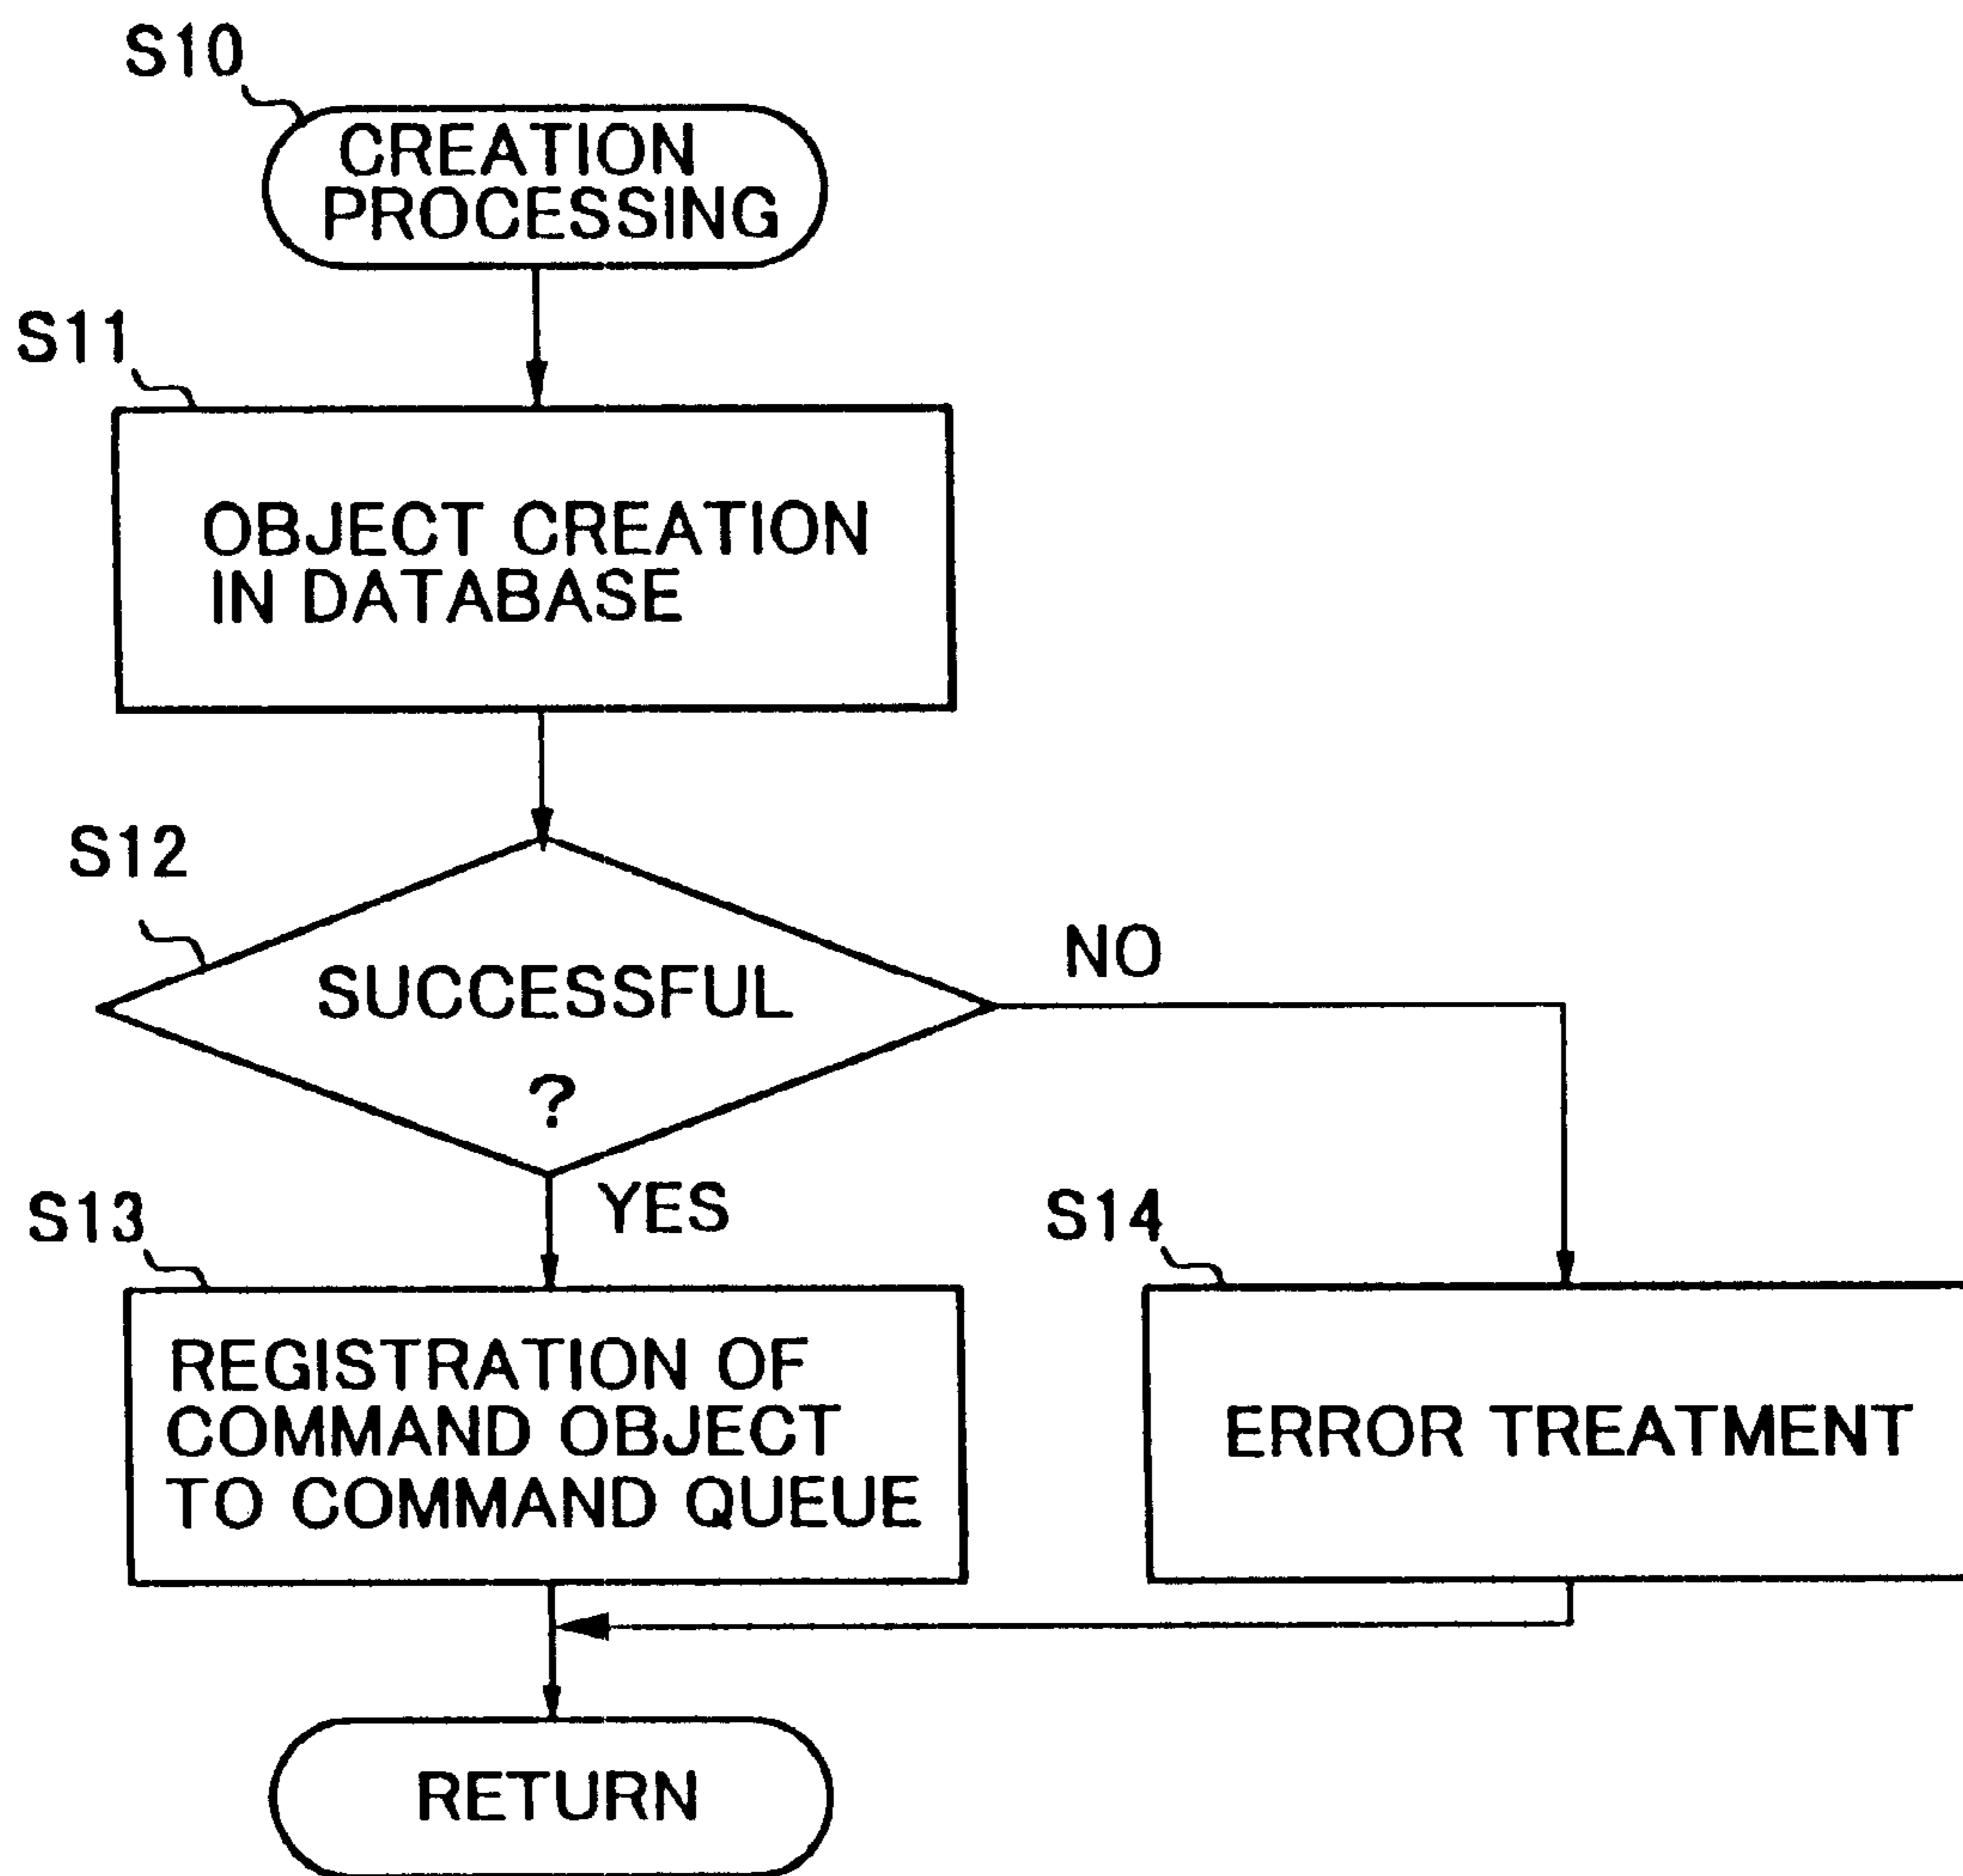 S10
CREATION
PROCESSING
S11
OBJECT CREATION
IN DATABASE
S12
SUCCESSFUL
?
NO
YES
S13
REGISTRATION OF
COMMAND OBJECT
TO COMMAND QUEUE
S14
ERROR TREATMENT
RETURN